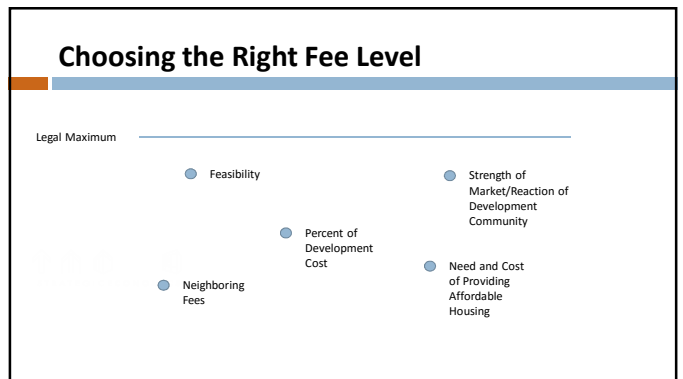 Choosing the Right Fee Level
Legal Maximum
Feasibility
Strength of
Market/Reaction of
Development
Community
Percent of
Development
Cost
Need and Cost
of Providing
Affordable
Housing
Neighboring
Fees